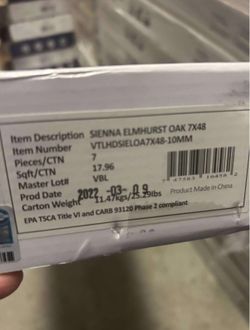 Item Description SIENNA ELMHURST OAK 7X48
Item Number VTLHDSIELOA7X48-10MM
Pieces/CTN 7
Sqft/CTN 17.96
Master Lot# VBL
Prod Date 2022 -03- 09
Carton Weight 11.47kgs/25.29lbs
Product Made in China
EPA TSCA Title VI and CARB 93120 Phase 2 compliant